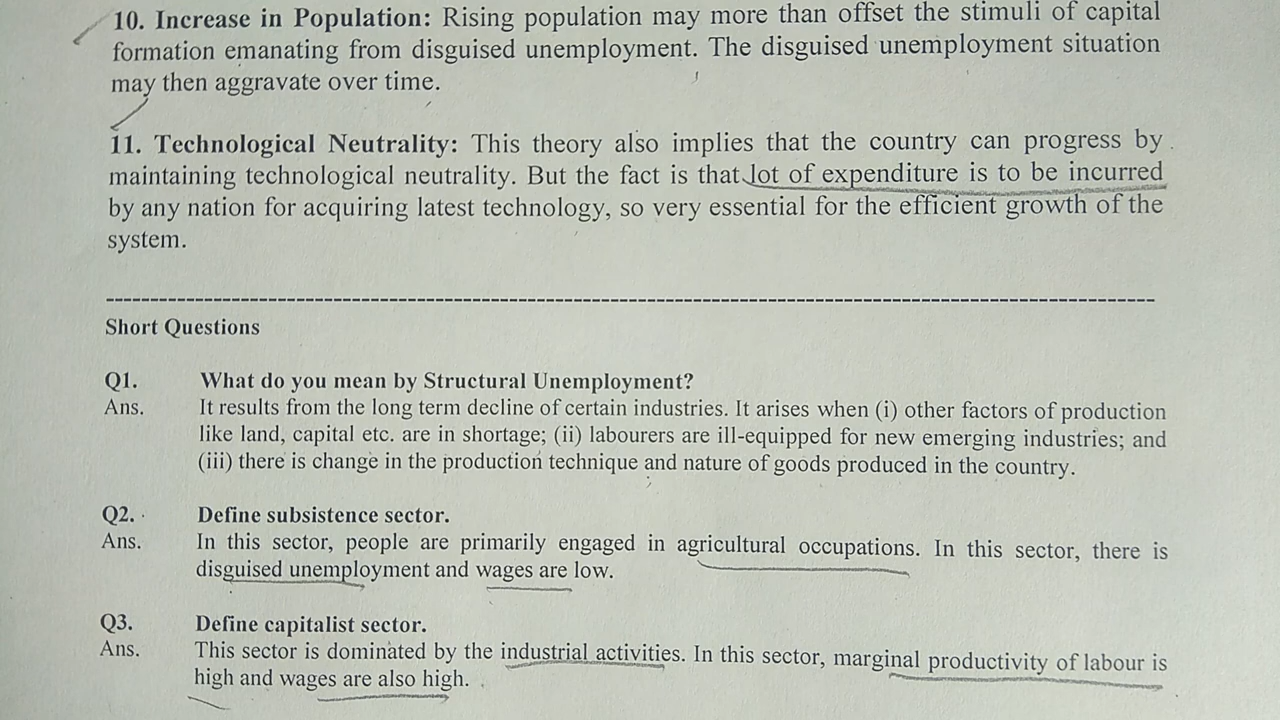 10. Increase in Population: Rising population may more than offset the stimuli of capital
formation emanating from disguised unemployment. The disguised unemployment situation
may then aggravate over time.
11. Technological Neutrality: This theory also implies that the country can progress by
maintaining technological neutrality. But the fact is that lot of expenditure is to be incurred
by any nation for acquiring latest technology, so very essential for the efficient growth of the
system.
Short Questions
Q1. What do you mean by Structural Unemployment?
Ans. It results from the long term decline of certain industries. It arises when (i) other factors of production
like land, capital etc. are in shortage; (ii) labourers are ill-equipped for new emerging industries; and
(iii) there is change in the production technique and nature of goods produced in the country.
Q2. Define subsistence sector.
Ans. In this sector, people are primarily engaged in agricultural occupations. In this sector, there is
disguised unemployment and wages are low.
Q3. Define capitalist sector.
Ans. This sector is dominated by the industrial activities. In this sector, marginal productivity of labour is
high and wages are also high.